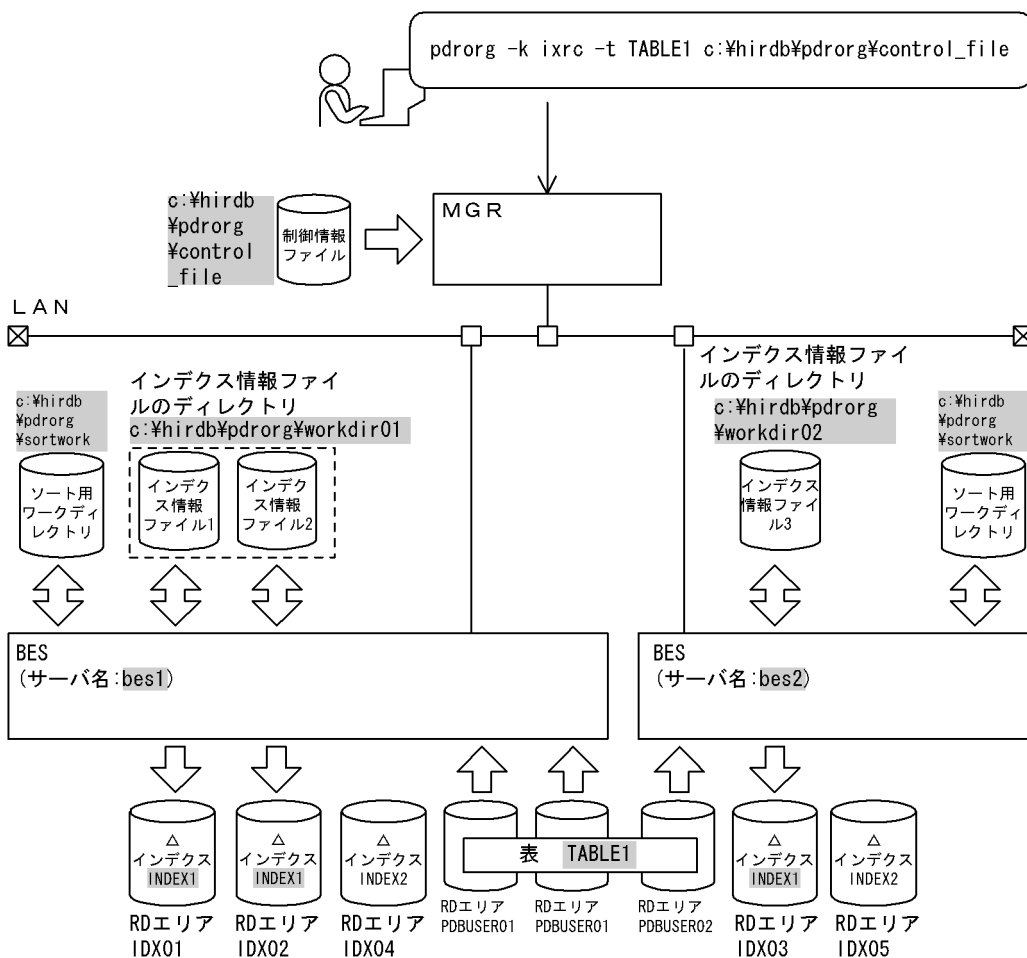 pdrorg -k ixrc -t TABLE1 c:¥hirdb¥pdrorg¥control_file
c:¥hirdb
¥pdrorg
¥control
_file
制御情報
ファイル
ＭＧＲ
ＬＡＮ
c:¥hirdb
¥pdrorg
¥sortwork
ソート用
ワークディ
レクトリ
インデクス情報ファイ
ルのディレクトリ
c:¥hirdb¥pdrorg¥workdir01
インデク
ス情報
ファイル1
インデク
ス情報
ファイル2
インデクス情報ファイ
ルのディレクトリ
c:¥hirdb¥pdrorg
¥workdir02
インデクス
情報ファイ
ル3
c:¥hirdb
¥pdrorg
¥sortwork
ソート用
ワークディ
レクトリ
BES
(サーバ名:bes1)
BES
(サーバ名:bes2)
△
インデクス
INDEX1
RDエリア
IDX01
△
インデクス
INDEX1
RDエリア
IDX02
△
インデクス
INDEX2
RDエリア
IDX04
表 TABLE1
RDエリア
PDBUSER01
RDエリア
PDBUSER01
RDエリア
PDBUSER02
△
インデクス
INDEX1
RDエリア
IDX03
△
インデクス
INDEX2
RDエリア
IDX05